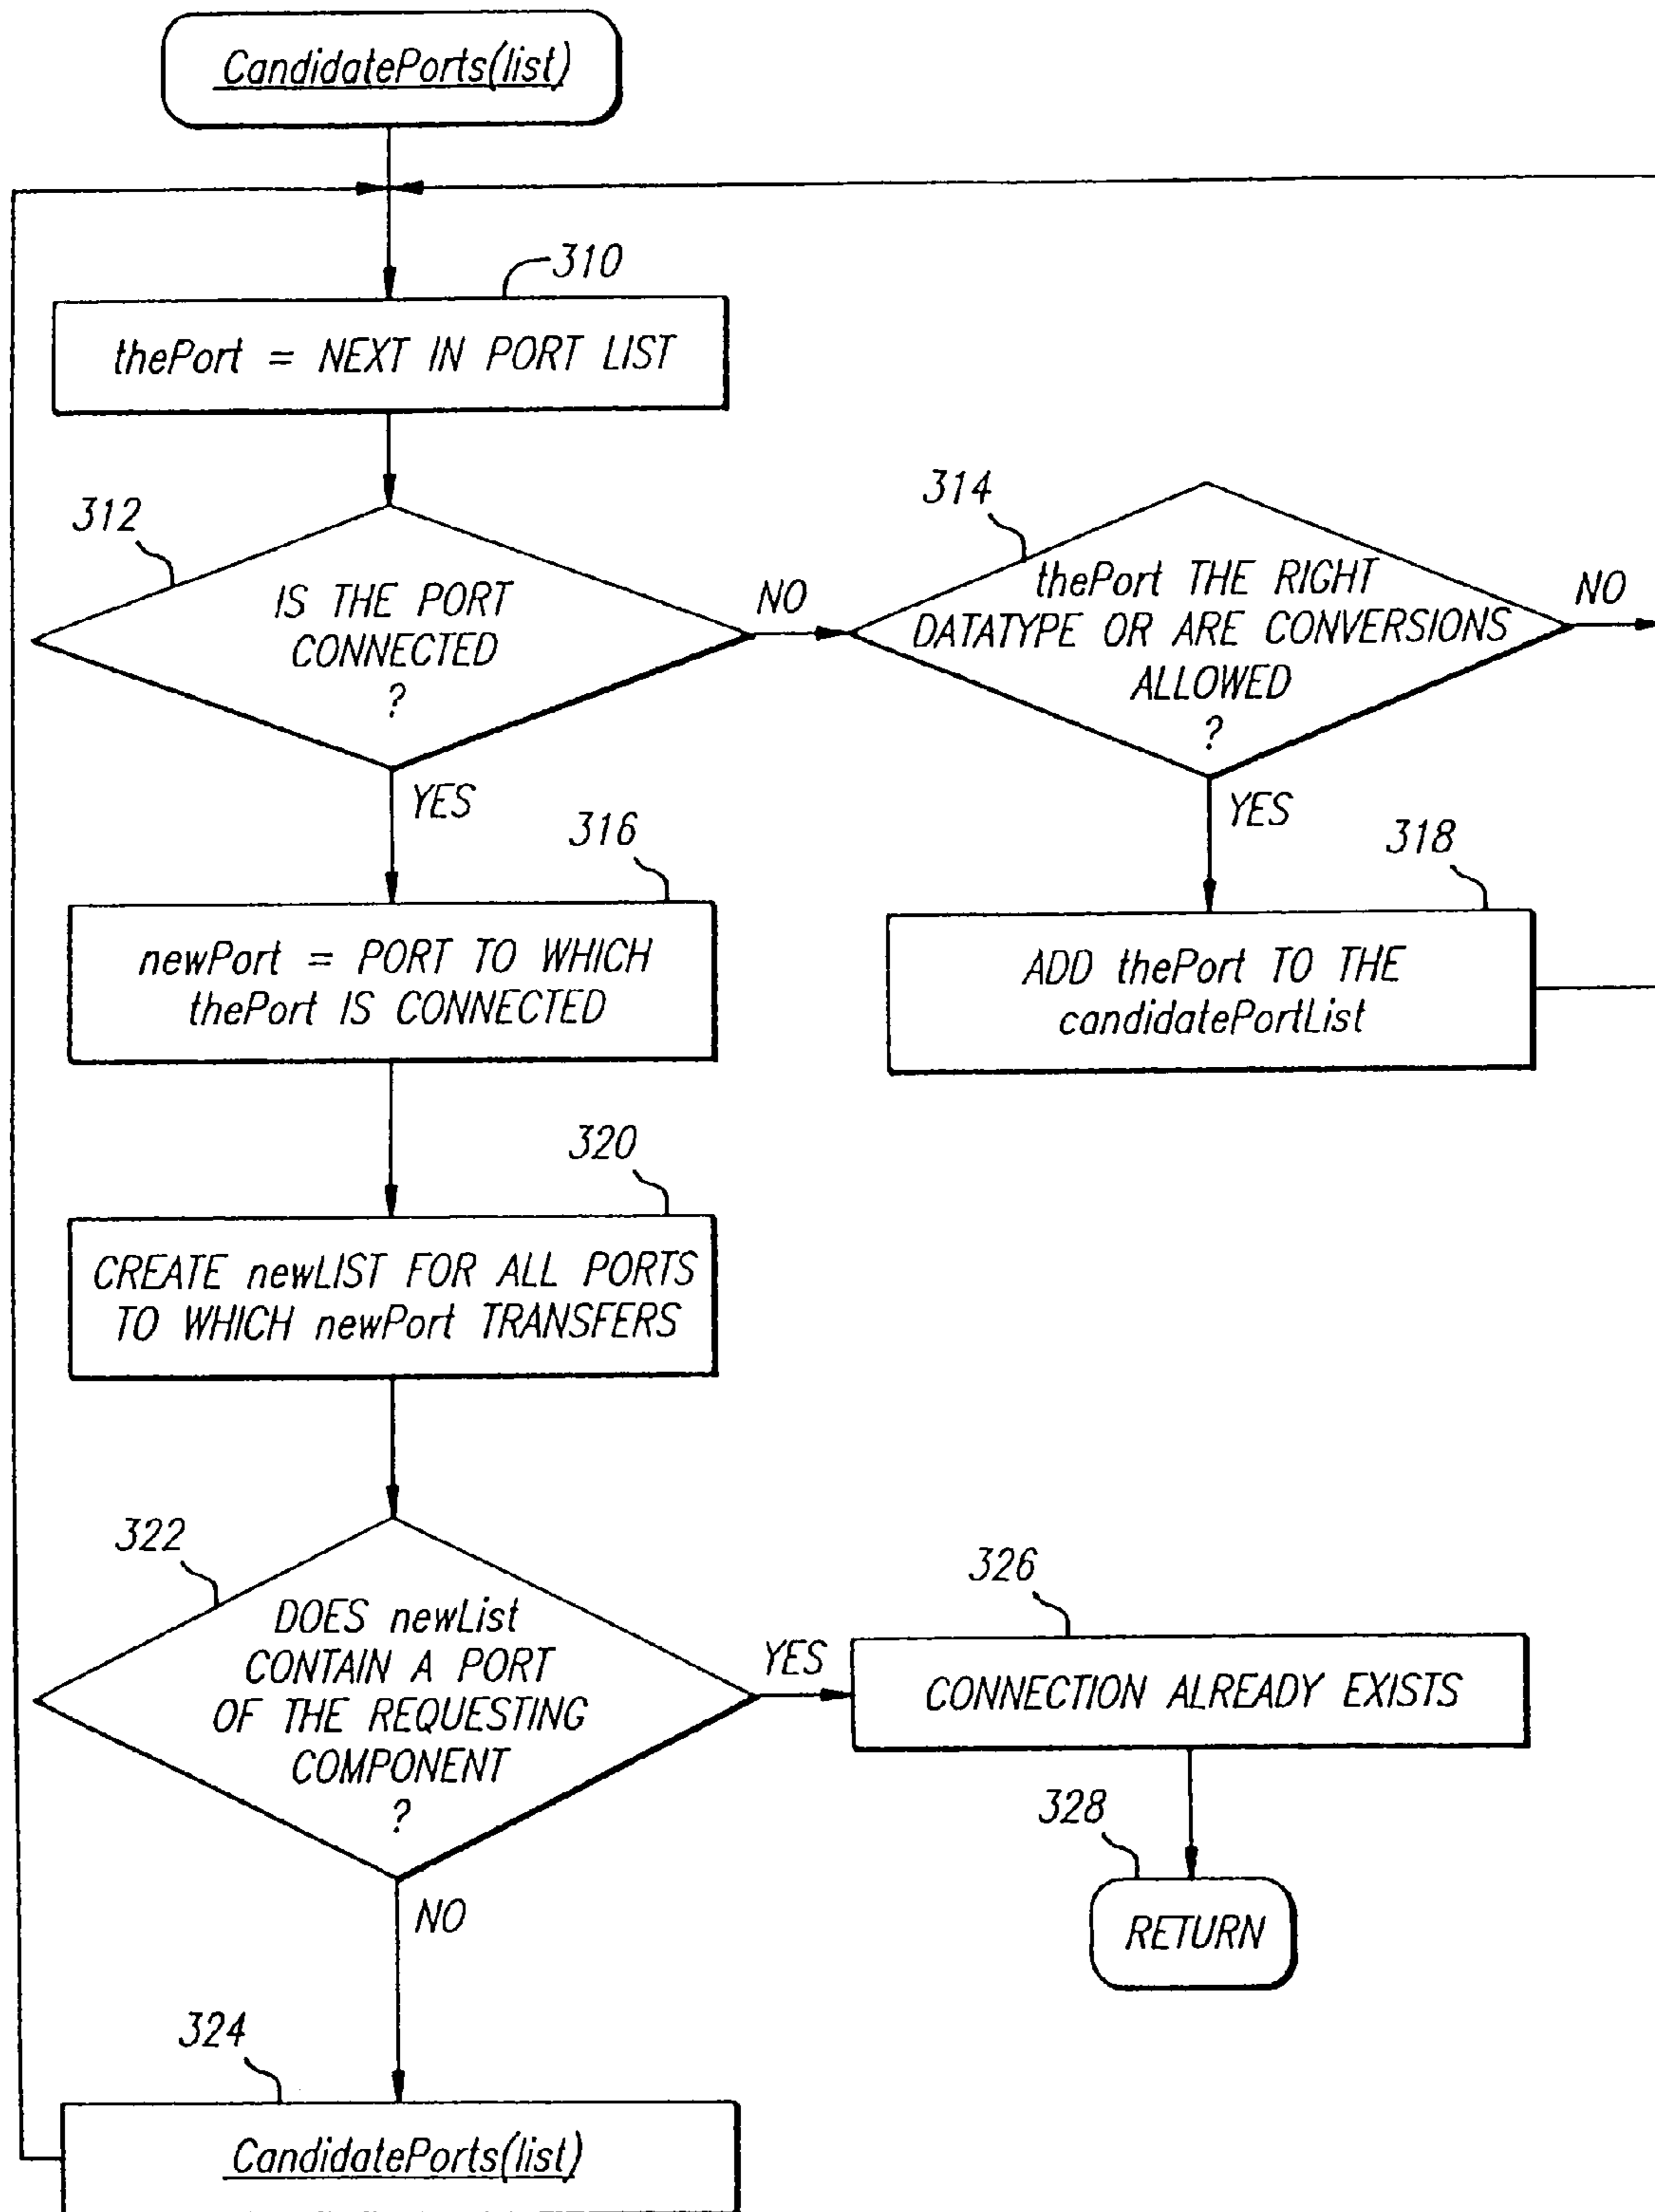 CandidatePorts(list)
310
thePort = NEXT IN PORT LIST
312
IS THE PORT
CONNECTED
?
NO
314
thePort THE RIGHT
DATATYPE OR ARE CONVERSIONS
ALLOWED
?
NO
YES
YES
316
newPort = PORT TO WHICH
thePort IS CONNECTED
318
ADD thePort TO THE
candidatePortList
320
CREATE newLIST FOR ALL PORTS
TO WHICH newPort TRANSFERS
322
DOES newList
CONTAIN A PORT
OF THE REQUESTING
COMPONENT
?
YES
326
CONNECTION ALREADY EXISTS
328
RETURN
NO
324
CandidatePorts(list)